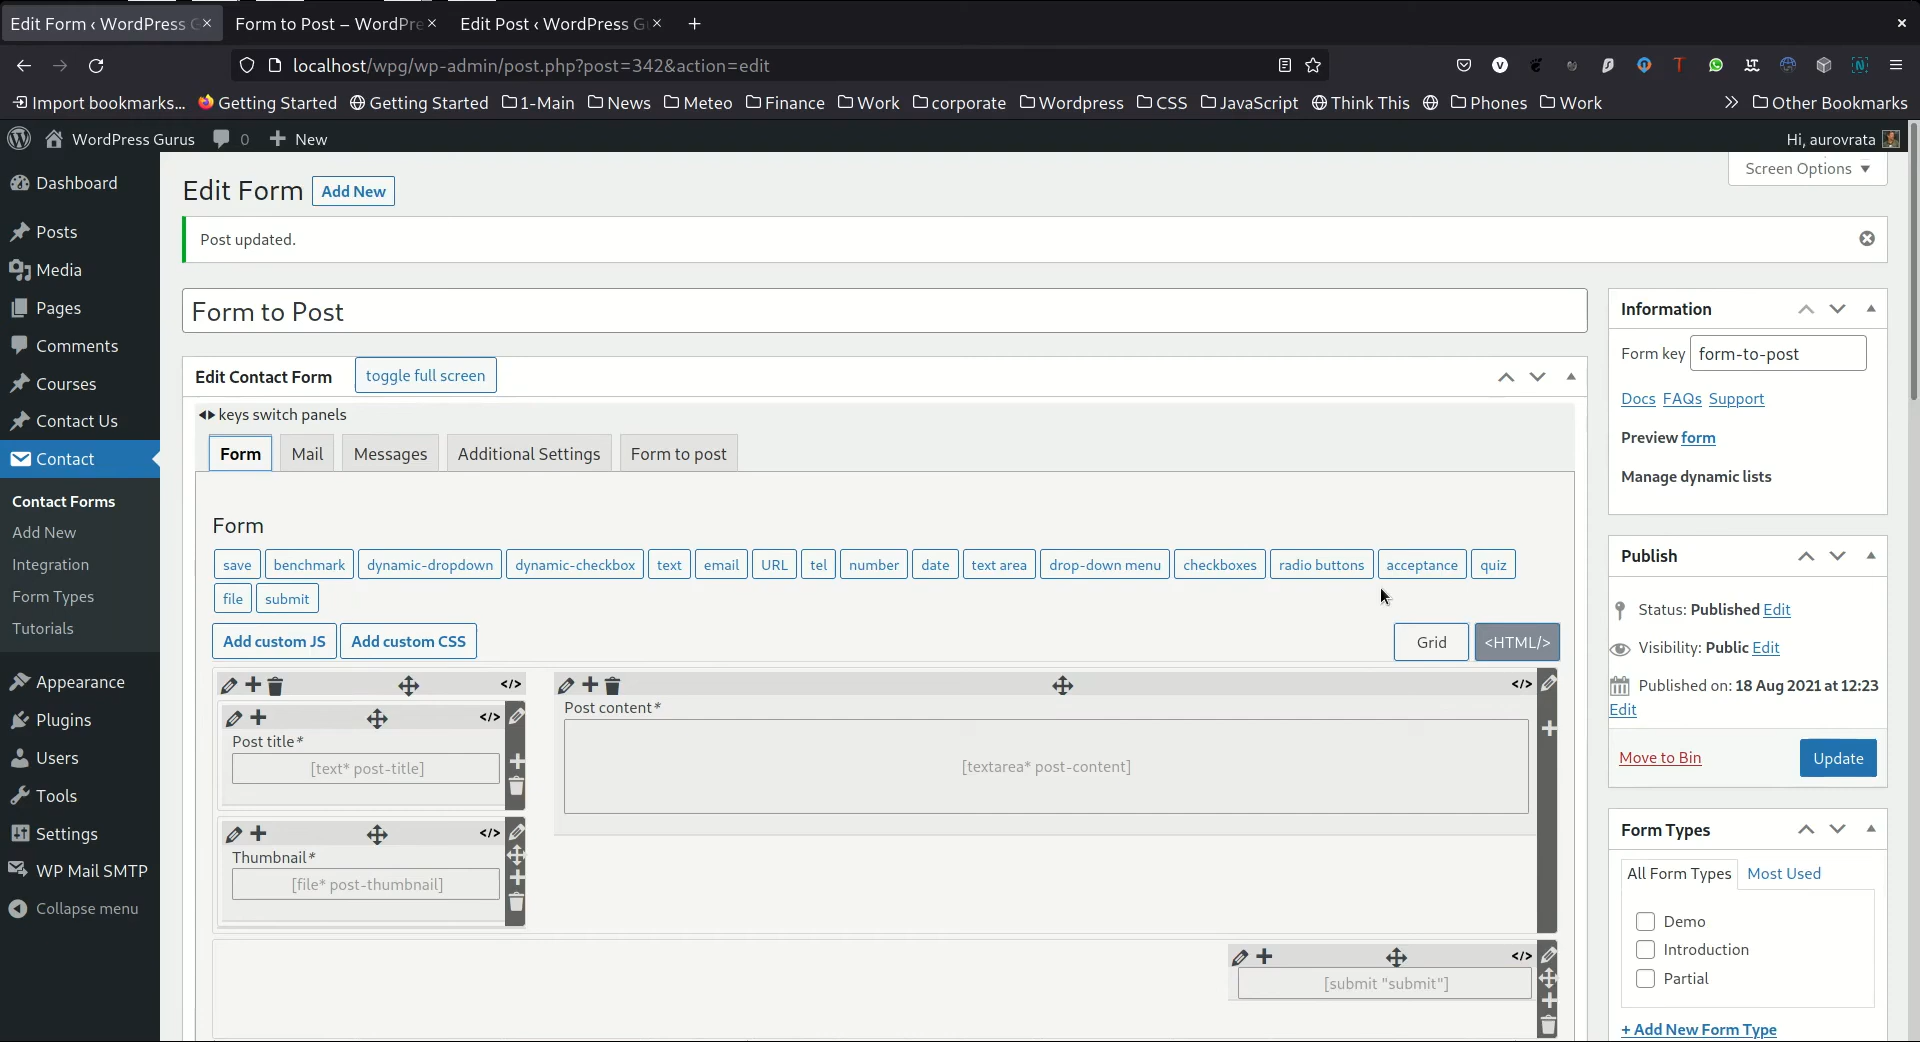 Edit Form ‹ WordPress G
Form to Post – WordPre
Edit Post ‹ WordPress G
localhost/wpg/wp-admin/post.php?post=342&action=edit
Import bookmarks... Getting Started Getting Started 1-Main News Meteo Finance Work corporate Wordpress CSS JavaScript Think This Phones Work Other Bookmarks
WordPress Gurus 0 New Hi, aurovrata
Screen Options
Dashboard
Posts
Media
Pages
Comments
Courses
Contact Us
Contact
Contact Forms
Add New
Integration
Form Types
Tutorials
Appearance
Plugins
Users
Tools
Settings
WP Mail SMTP
Collapse menu
Edit Form Add New
Post updated.
Form to Post
Edit Contact Form toggle full screen
keys switch panels
Form Mail Messages Additional Settings Form to post
Form
save benchmark dynamic-dropdown dynamic-checkbox text email URL tel number date text area drop-down menu checkboxes radio buttons acceptance quiz
file submit
Add custom JS Add custom CSS Grid <HTML/>
</> </>
Post content*
</>
Post title*
[text* post-title]
[textarea* post-content]
</>
Thumbnail*
[file* post-thumbnail]
</>
[submit "submit"]
Information
Form key form-to-post
Docs FAQs Support
Preview form
Manage dynamic lists
Publish
Status: Published Edit
Visibility: Public Edit
Published on: 18 Aug 2021 at 12:23
Edit
Move to Bin Update
Form Types
All Form Types Most Used
Demo
Introduction
Partial
+ Add New Form Type